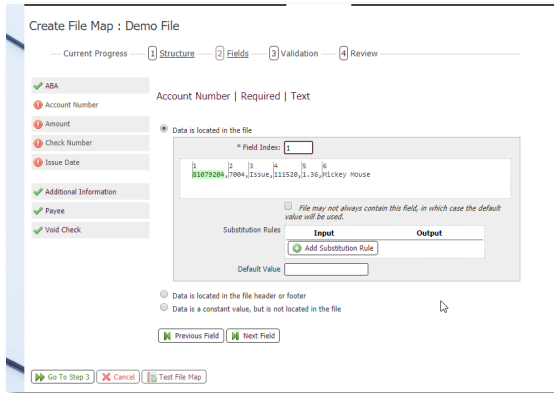 Create File Map : Demo File
Current Progress 1 Structure 2 Fields 3 Validation 4 Review
ABA
Account Number
Amount
Check Number
Issue Date
Additional Information
Payee
Void Check
Account Number | Required | Text
Data is located in the file
* Field Index: 1
1 2 3 4 5 6
81079204,7004,Issue,111520,1.36,Mickey Mouse
File may not always contain this field, in which case the default
value will be used.
Substitution Rules Input Output
Add Substitution Rule
Default Value
Data is located in the file header or footer
Data is a constant value, but is not located in the file
Previous Field Next Field
Go To Step 3 Cancel Test File Map